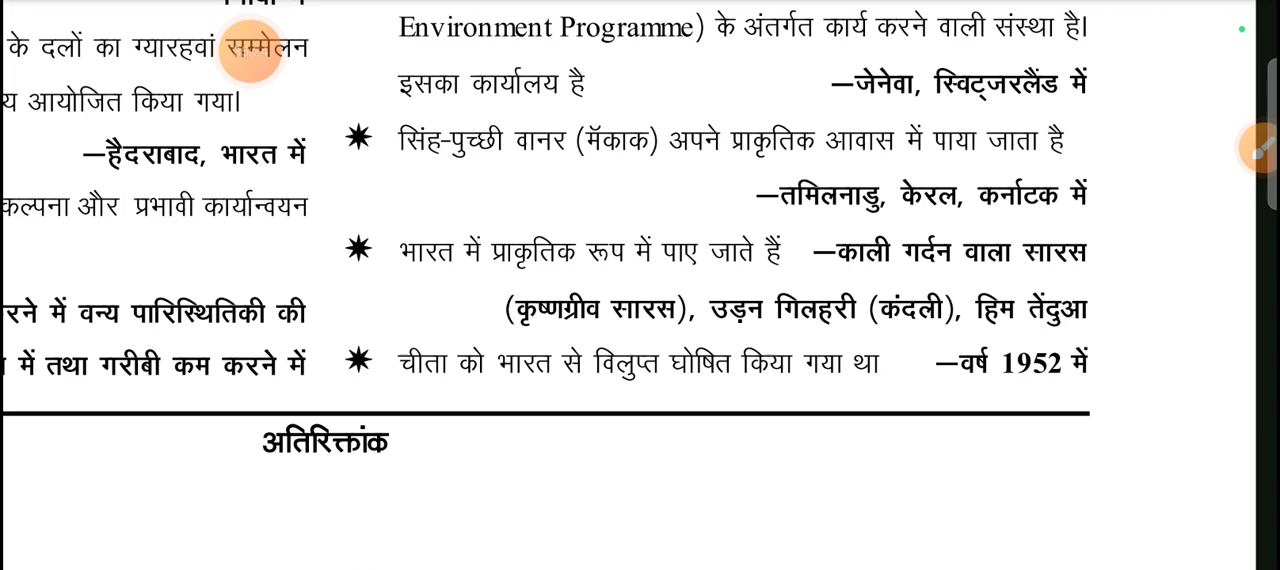 के दलों का ग्यारहवां सम्मेलन
य आयोजित किया गया।
—हैदराबाद, भारत में
कल्पना और प्रभावी कार्यान्वयन
रने में वन्य पारिस्थितिकी की
में तथा गरीबी कम करने में
Environment Programme) के अंतर्गत कार्य करने वाली संस्था है।
इसका कार्यालय है —जेनेवा, स्विट्जरलैंड में
✷ सिंह-पुच्छी वानर (मॅकाक) अपने प्राकृतिक आवास में पाया जाता है
—तमिलनाडु, केरल, कर्नाटक में
✷ भारत में प्राकृतिक रूप में पाए जाते हैं —काली गर्दन वाला सारस
(कृष्णग्रीव सारस), उड़न गिलहरी (कंदली), हिम तेंदुआ
✷ चीता को भारत से विलुप्त घोषित किया गया था —वर्ष 1952 में
अतिरिक्तांक